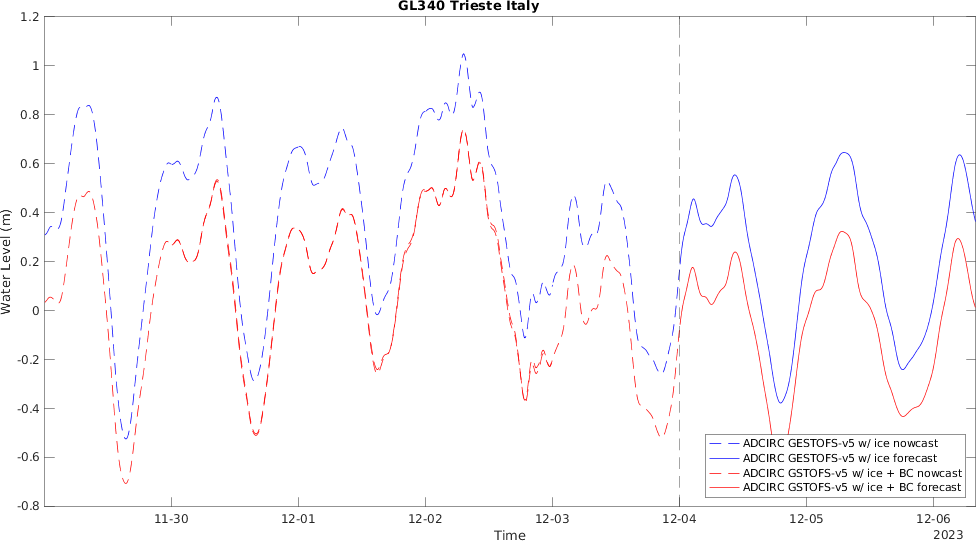 GL340 Trieste Italy
1.2
1
0.8
0.6
0.4
0.2
0
-0.2
-0.4
-0.6
-0.8
Water Level (m)
ADCIRC GESTOFS-v5 w/ ice nowcast
ADCIRC GESTOFS-v5 w/ ice forecast
ADCIRC GSTOFS-v5 w/ ice + BC nowcast
ADCIRC GSTOFS-v5 w/ ice + BC forecast
11-30 12-01 12-02 12-03 12-04 12-05 12-06
Time
2023